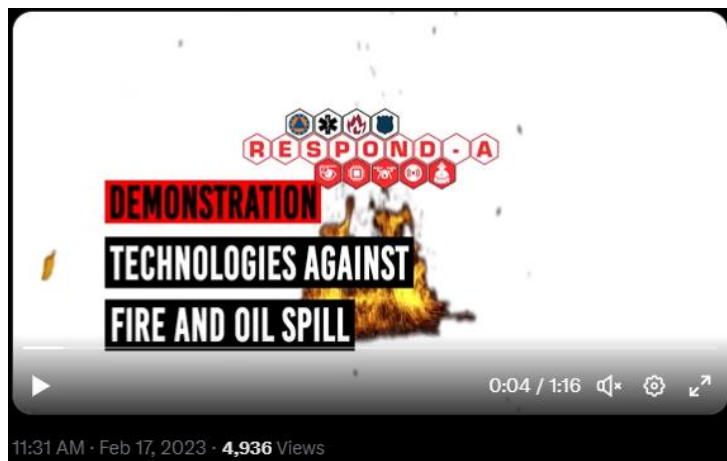 RESPOND-A
DEMONSTRATION
TECHNOLOGIES AGAINST
FIRE AND OIL SPILL
0:04 / 1:16
11:31 AM · Feb 17, 2023 · 4,936 Views